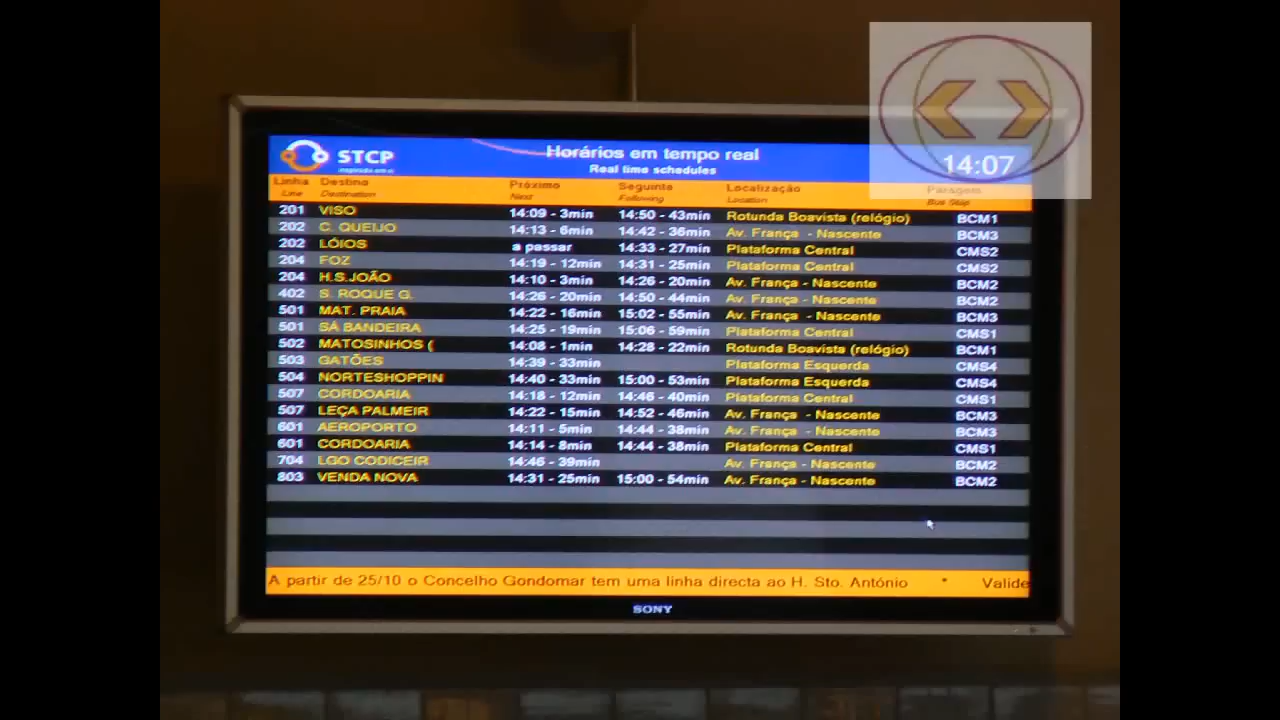 STCP
Horários em tempo real
Real time schedules
14:07
Linha Destino Próximo Seguinte Localização Paragem
Line Destination Next Following Location Bus Stop
201 VISO 14:09 - 3min 14:50 - 43min Rotunda Boavista (relógio) BCM1
202 C. QUEIJO 14:13 - 6min 14:42 - 36min Av. França - Nascente BCM3
202 LÓIOS a passar 14:33 - 27min Plataforma Central CMS2
204 FOZ 14:19 - 12min 14:31 - 25min Plataforma Central CMS2
204 H.S.JOÃO 14:10 - 3min 14:26 - 20min Av. França - Nascente BCM2
402 S. ROQUE G. 14:26 - 20min 14:50 - 44min Av. França - Nascente BCM2
501 MAT. PRAIA 14:22 - 16min 15:02 - 55min Av. França - Nascente BCM3
501 SÁ BANDEIRA 14:25 - 19min 15:06 - 59min Plataforma Central CMS1
502 MATOSINHOS ( 14:08 - 1min 14:28 - 22min Rotunda Boavista (relógio) BCM1
503 GATÕES 14:39 - 33min Plataforma Esquerda CMS4
504 NORTESHOPPIN 14:40 - 33min 15:00 - 53min Plataforma Esquerda CMS4
507 CORDOARIA 14:18 - 12min 14:46 - 40min Plataforma Central CMS1
507 LEÇA PALMEIR 14:22 - 15min 14:52 - 46min Av. França - Nascente BCM3
601 AEROPORTO 14:11 - 5min 14:44 - 38min Av. França - Nascente BCM3
601 CORDOARIA 14:14 - 8min 14:44 - 38min Plataforma Central CMS1
704 LGO CODICEIR 14:46 - 39min Av. França - Nascente BCM2
803 VENDA NOVA 14:31 - 25min 15:00 - 54min Av. França - Nascente BCM2
A partir de 25/10 o Concelho Gondomar tem uma linha directa ao H. Sto. António * Valide
SONY